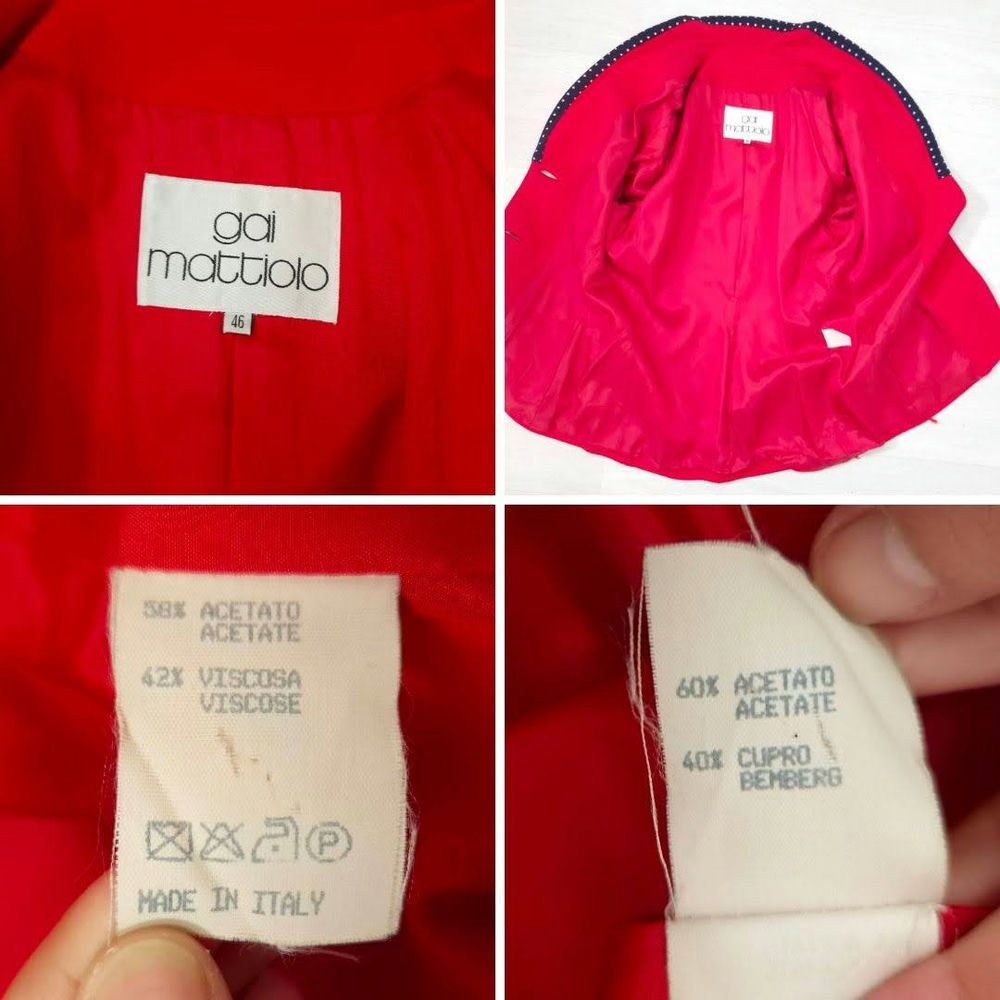 gai
mattiolo
46
gai
mattiolo
58% ACETATO
ACETATE
42% VISCOSA
VISCOSE
P
MADE IN ITALY
60% ACETATO
ACETATE
40% CUPRO
BEMBERG